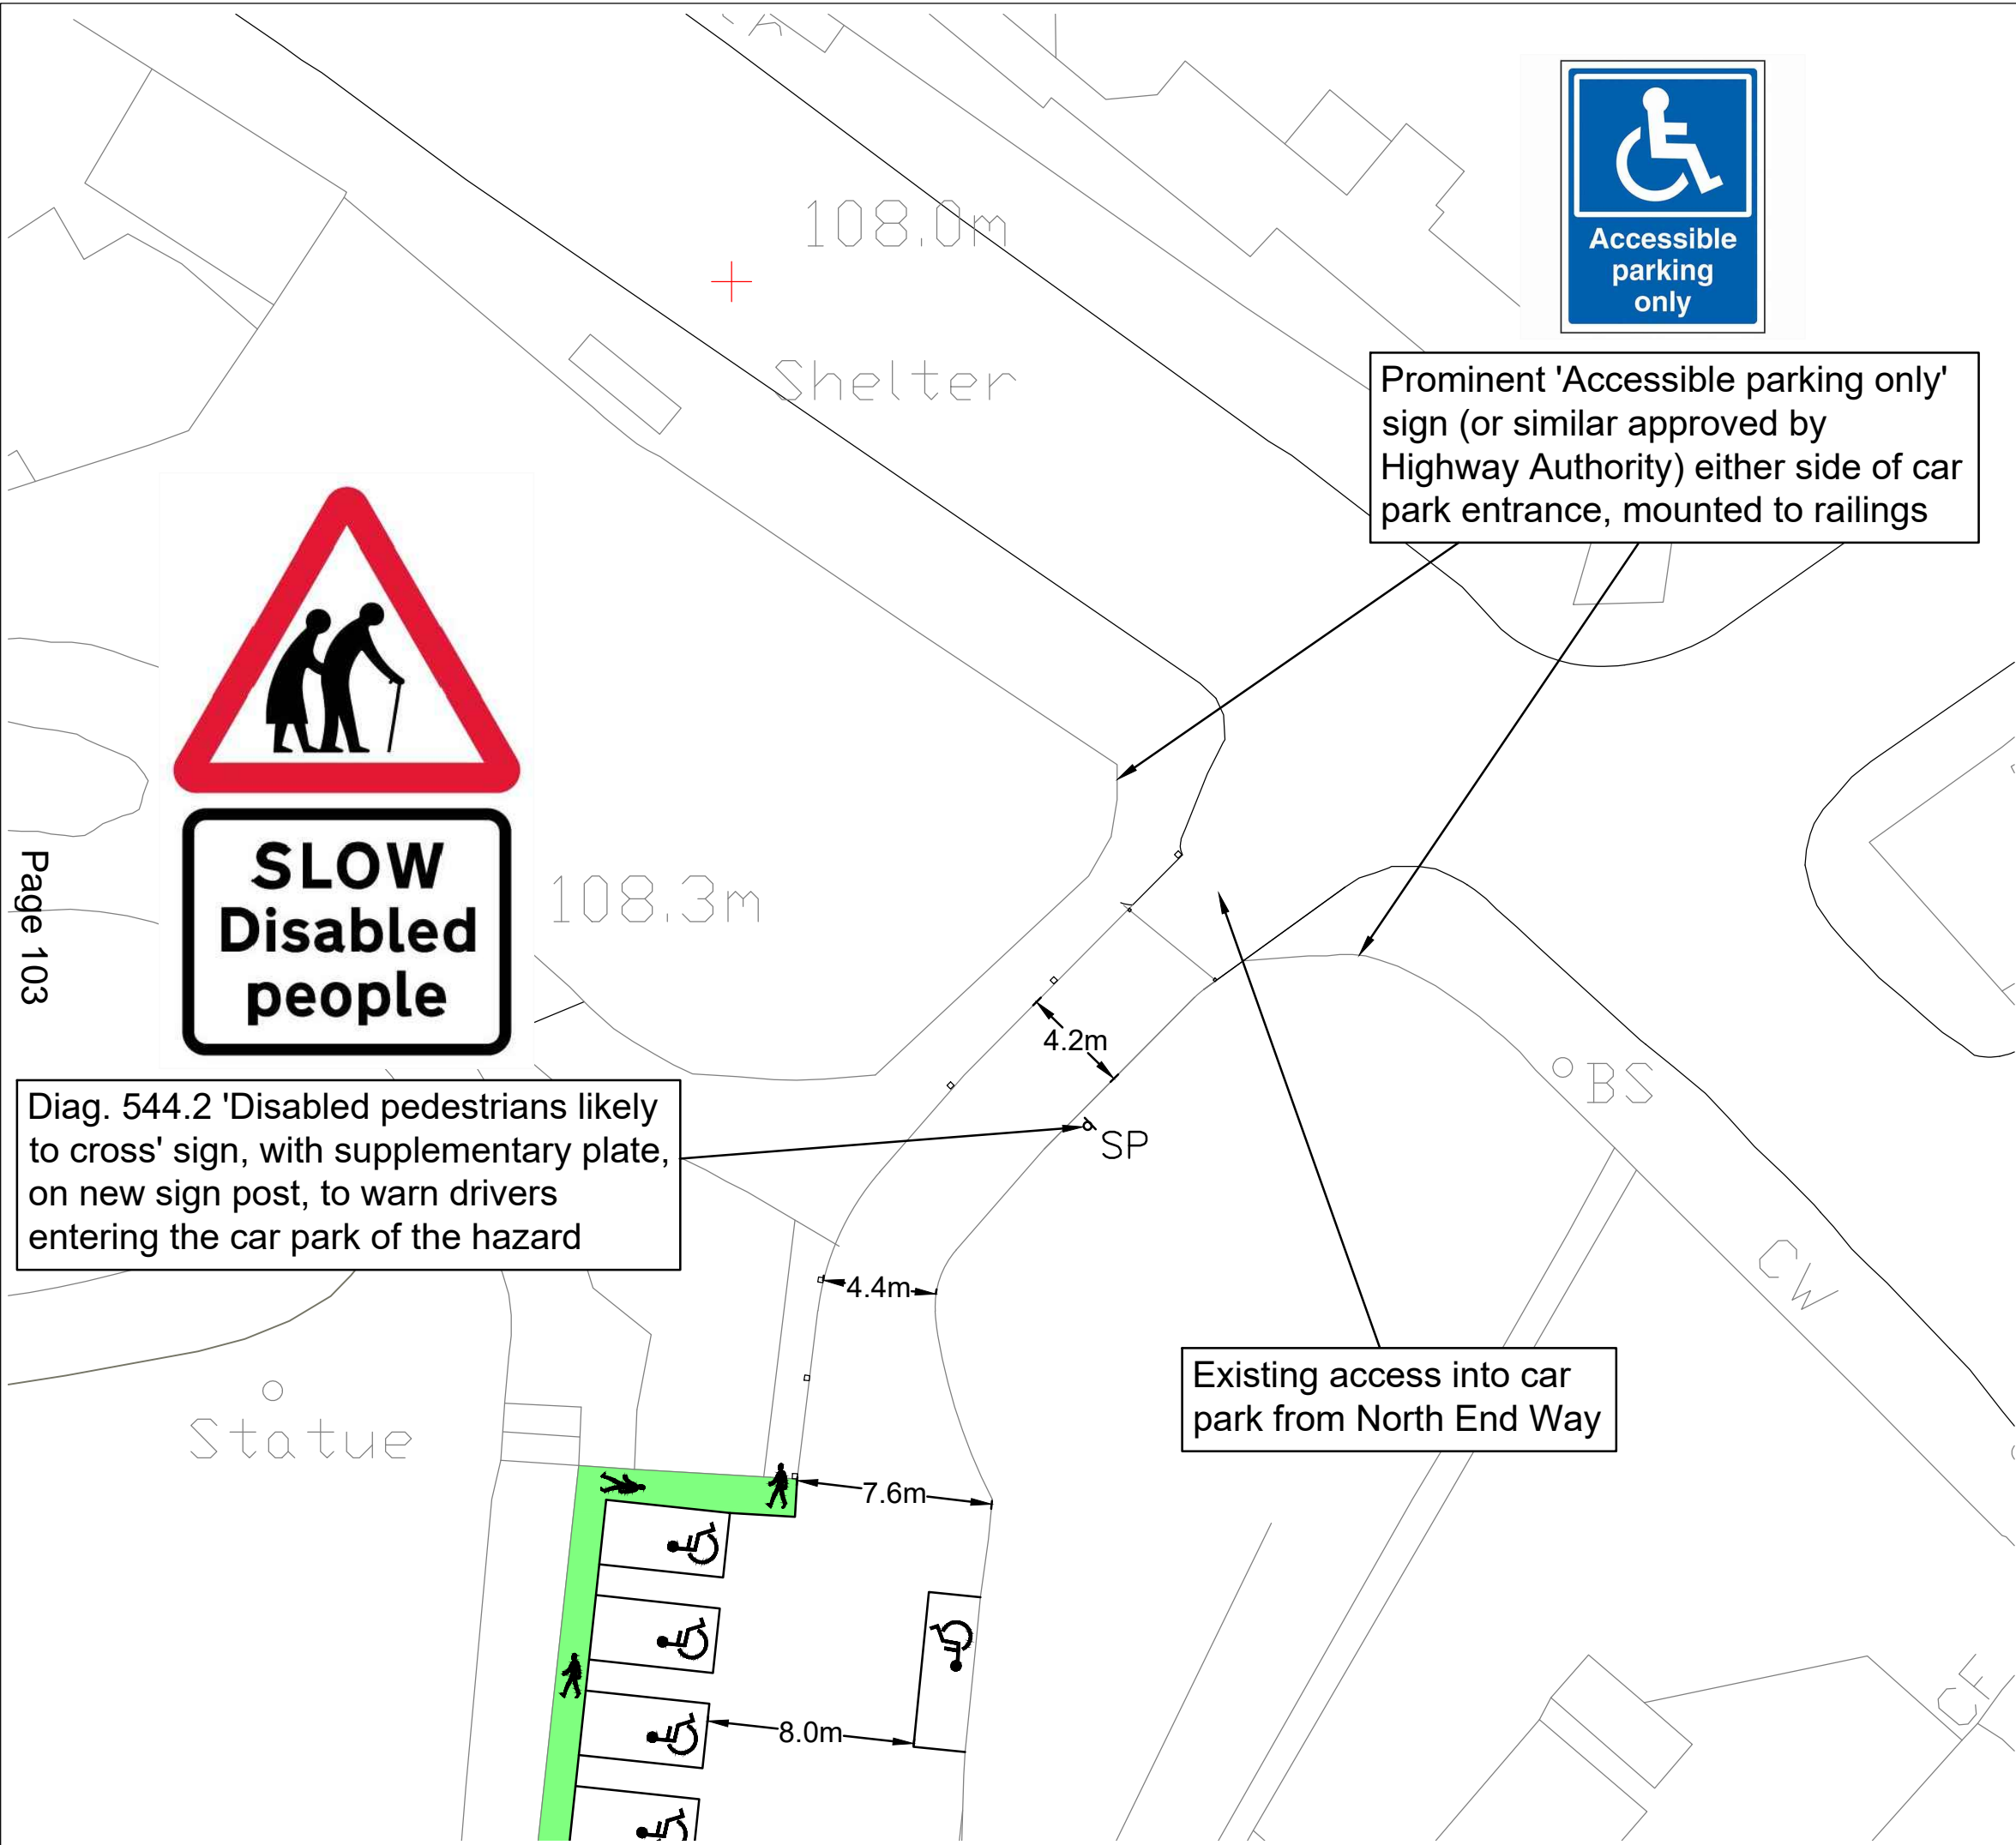 108.0m
Shelter
Accessible
parking
only
Prominent 'Accessible parking only'
sign (or similar approved by
Highway Authority) either side of car
park entrance, mounted to railings
SLOW
Disabled
people
108.3m
Page 103
4.2m
BS
SP
Diag. 544.2 'Disabled pedestrians likely
to cross' sign, with supplementary plate,
on new sign post, to warn drivers
entering the car park of the hazard
CW
4.4m
Existing access into car
park from North End Way
Statue
7.6m
8.0m